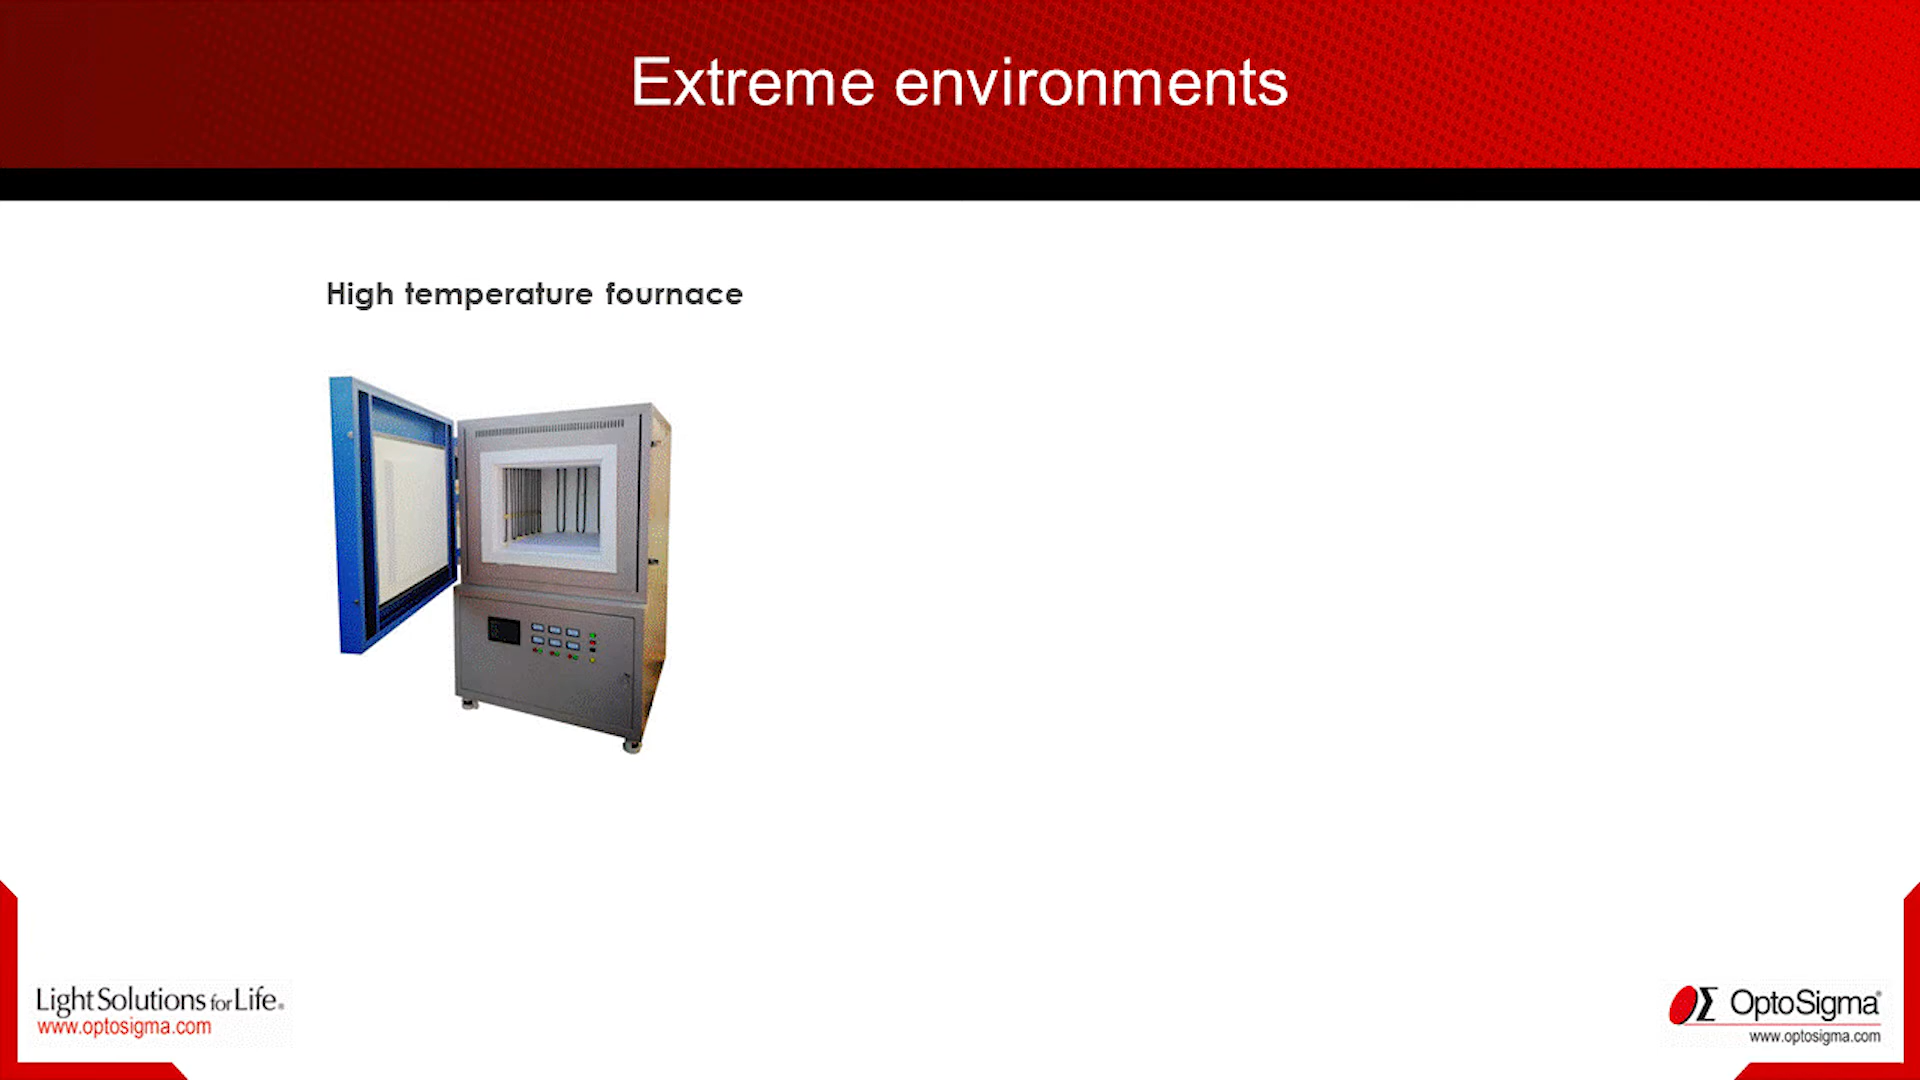 Extreme environments
High temperature fournace
Light Solutions for Life®
www.optosigma.com
OptoSigma®
www.optosigma.com